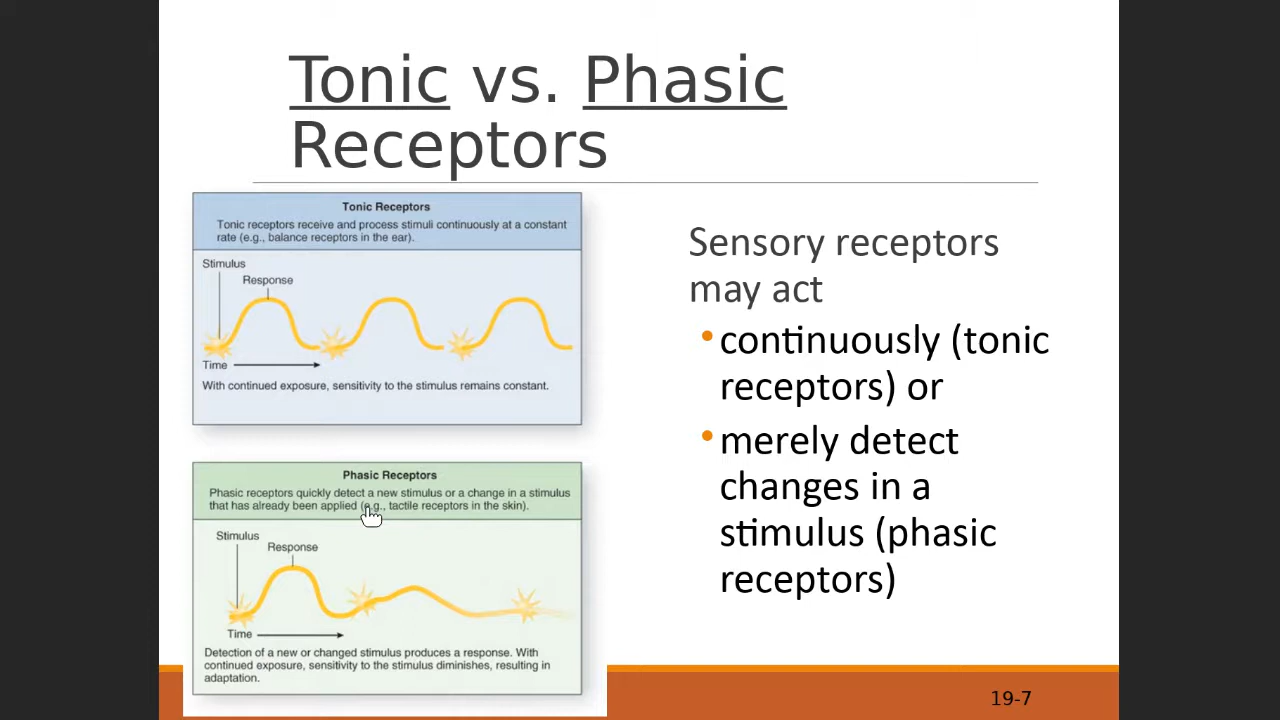 Tonic vs. Phasic
Receptors
Tonic Receptors
Tonic receptors receive and process stimuli continuously at a constant
rate (e.g., balance receptors in the ear).
Stimulus
Response
Time
With continued exposure, sensitivity to the stimulus remains constant.
Phasic Receptors
Phasic receptors quickly detect a new stimulus or a change in a stimulus
that has already been applied (e.g., tactile receptors in the skin).
Stimulus
Response
Time
Detection of a new or changed stimulus produces a response. With
continued exposure, sensitivity to the stimulus diminishes, resulting in
adaptation.
Sensory receptors
may act
•continuously (tonic
receptors) or
•merely detect
changes in a
stimulus (phasic
receptors)
19-7